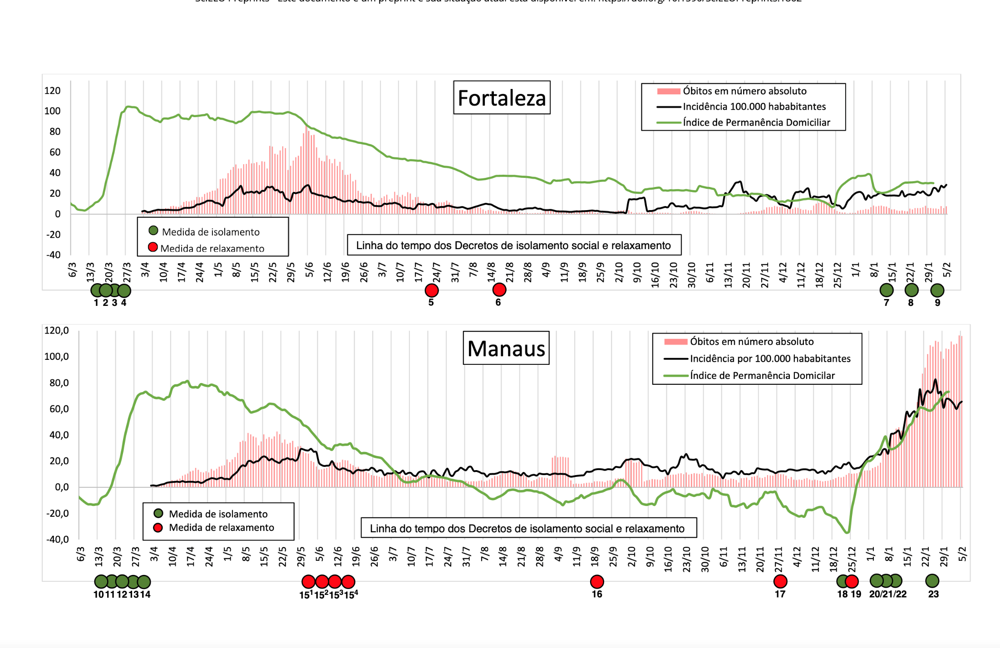 Fortaleza
Óbitos em número absoluto
Incidência 100.000 hababitantes
Índice de Permanência Domiciliar
120
100
80
60
40
20
0
-20
-40
Medida de isolamento
Medida de relaxamento
Linha do tempo dos Decretos de isolamento social e relaxamento
6/3 13/3 20/3 27/3 3/4 10/4 17/4 24/4 1/5 8/5 15/5 22/5 29/5 5/6 12/6 19/6 26/6 3/7 10/7 17/7 24/7 31/7 7/8 14/8 21/8 28/8 4/9 11/9 18/9 25/9 2/10 9/10 16/10 23/10 30/10 6/11 13/11 20/11 27/11 4/12 11/12 18/12 25/12 1/1 8/1 15/1 22/1 29/1 5/2
1 2 3 4 5 6 7 8 9
Manaus
Óbitos em número absoluto
Incidência por 100.000 hababitantes
Índice de Permanência Domicilar
120,0
100,0
80,0
60,0
40,0
20,0
0,0
-20,0
-40,0
Medida de isolamento
Medida de relaxamento
Linha do tempo dos Decretos de isolamento social e relaxamento
6/3 13/3 20/3 27/3 3/4 10/4 17/4 24/4 1/5 8/5 15/5 22/5 29/5 5/6 12/6 19/6 26/6 3/7 10/7 17/7 24/7 31/7 7/8 14/8 21/8 28/8 4/9 11/9 18/9 25/9 2/10 9/10 16/10 23/10 30/10 6/11 13/11 20/11 27/11 4/12 11/12 18/12 25/12 1/1 8/1 15/1 22/1 29/1 5/2
10 11 12 13 14 15¹ 15² 15³ 15⁴ 16 17 18 19 20/21/22 23